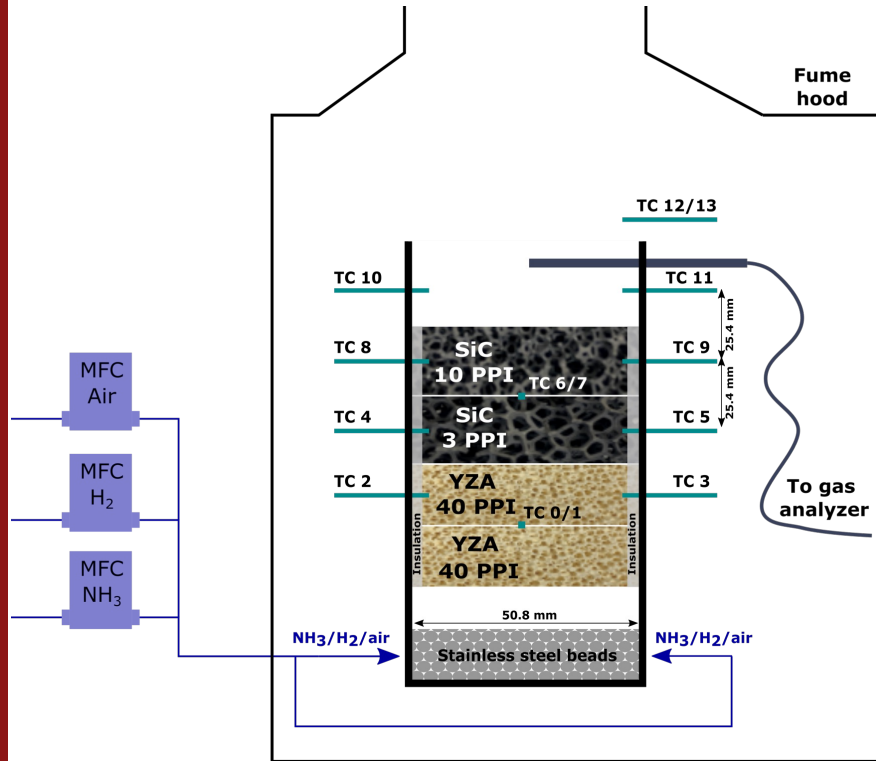 Fume
hood
TC 12/13
TC 10
TC 11
25.4 mm
TC 8
SiC
10 PPI
TC 9
TC 6/7
25.4 mm
MFC
Air
TC 4
SiC
3 PPI
TC 5
TC 2
YZA
40 PPI
TC 3
TC 0/1
To gas
analyzer
MFC
H₂
Insulation
YZA
40 PPI
Insulation
MFC
NH₃
50.8 mm
NH3/H2/air
NH3/H2/air
Stainless steel beads